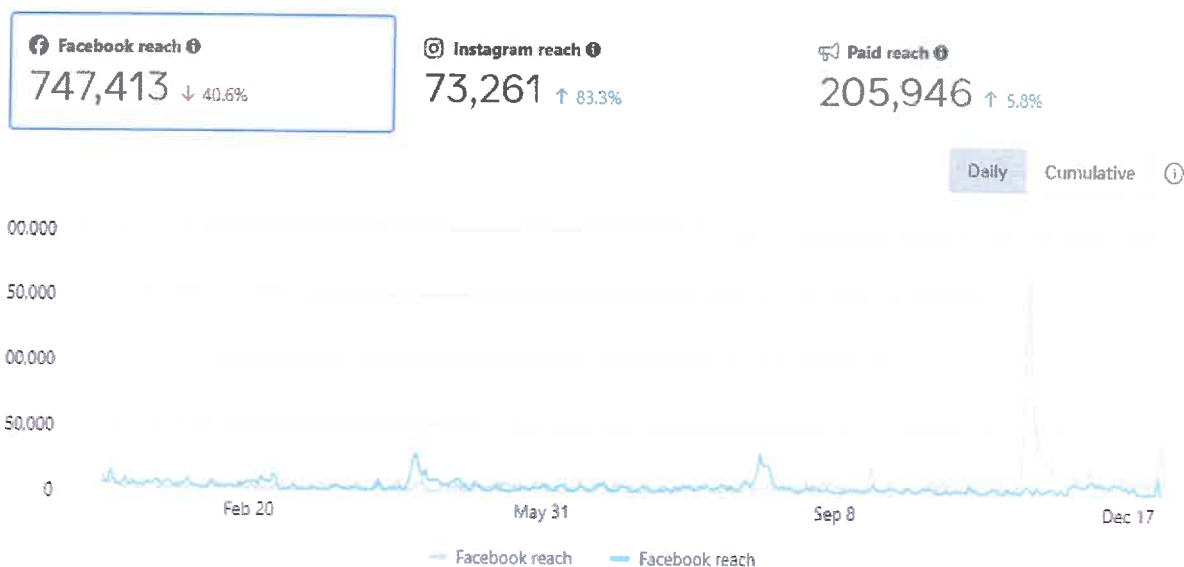 Facebook reach
747,413 ↓ 40.6%
Instagram reach
73,261 ↑ 83.3%
Paid reach
205,946 ↑ 5.8%
Daily Cumulative
00,000
50,000
00,000
50,000
0
Feb 20 May 31 Sep 8 Dec 17
Facebook reach Facebook reach